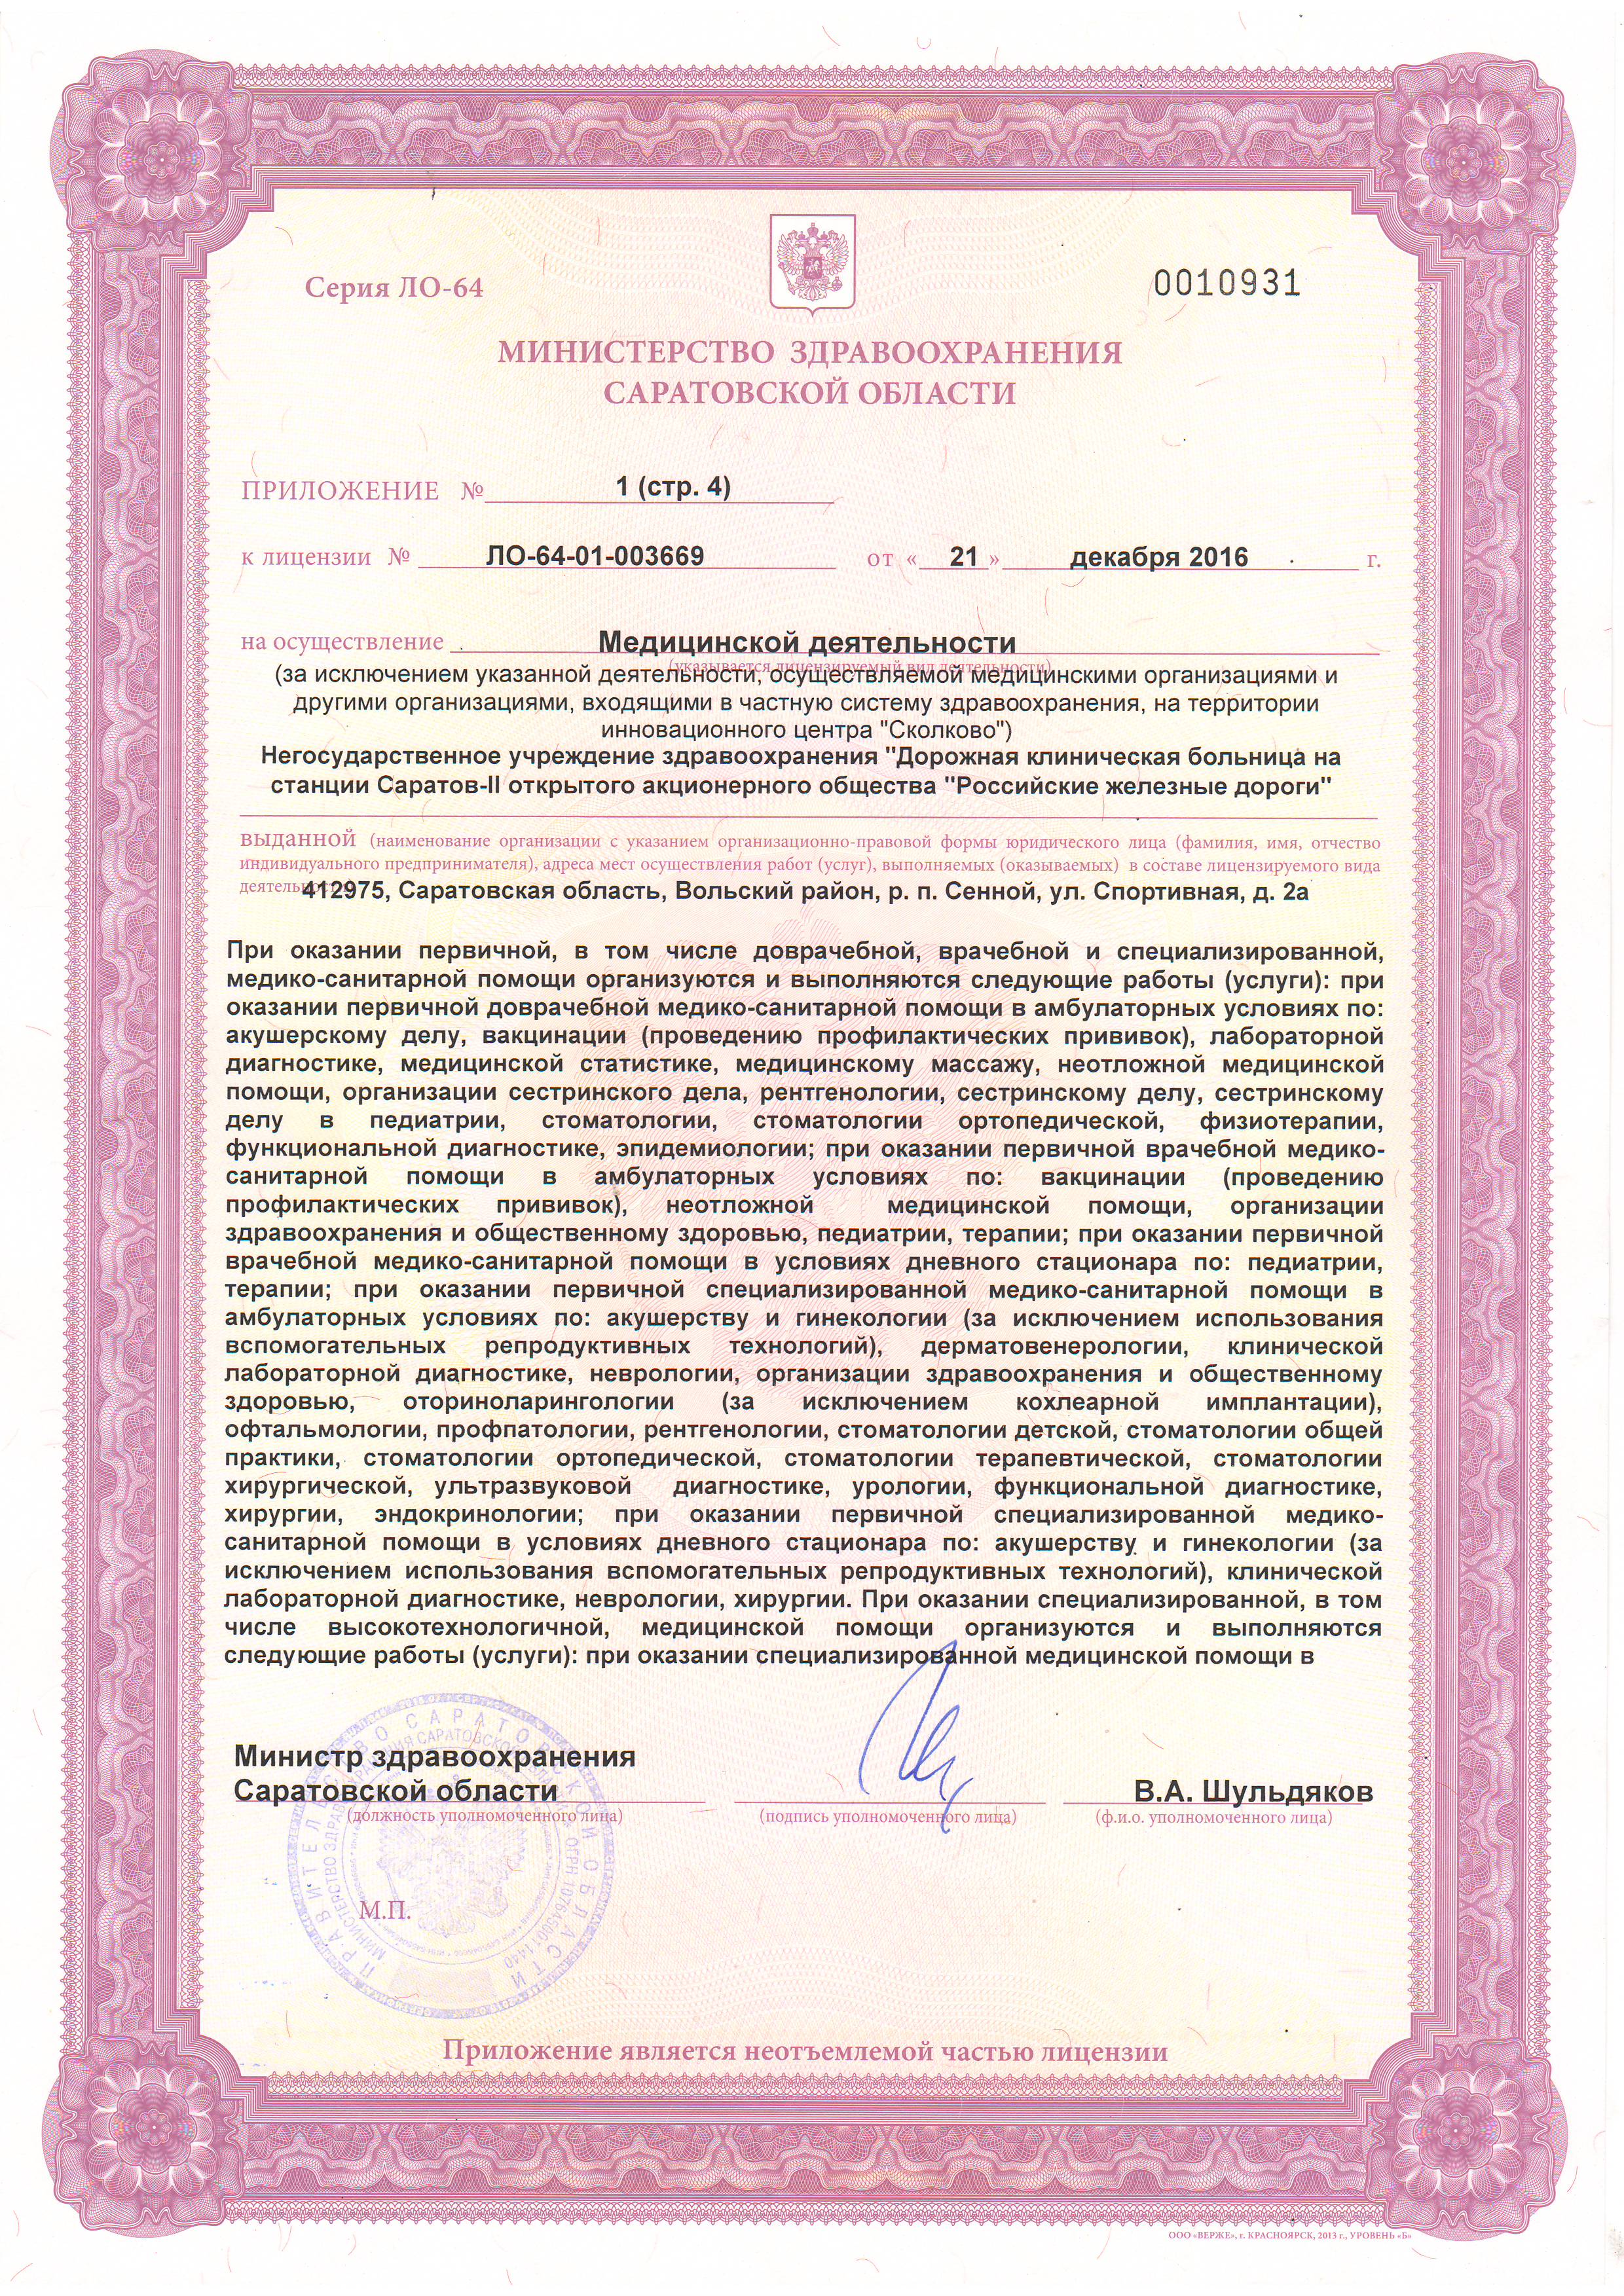 Серия ЛО-64
0010931
МИНИСТЕРСТВО ЗДРАВООХРАНЕНИЯ
САРАТОВСКОЙ ОБЛАСТИ
ПРИЛОЖЕНИЕ № 1 (стр. 4)
к лицензии № ЛО-64-01-003669 от « 21 » декабря 2016 г.
на осуществление Медицинской деятельности
(указывается лицензируемый вид деятельности)
(за исключением указанной деятельности, осуществляемой медицинскими организациями и
другими организациями, входящими в частную систему здравоохранения, на территории
инновационного центра "Сколково")
Негосударственное учреждение здравоохранения "Дорожная клиническая больница на
станции Саратов-II открытого акционерного общества "Российские железные дороги"
выданной (наименование организации с указанием организационно-правовой формы юридического лица (фамилия, имя, отчество
индивидуального предпринимателя), адреса мест осуществления работ (услуг), выполняемых (оказываемых) в составе лицензируемого вида
412975, Саратовская область, Вольский район, р. п. Сенной, ул. Спортивная, д. 2а
При оказании первичной, в том числе доврачебной, врачебной и специализированной,
медико-санитарной помощи организуются и выполняются следующие работы (услуги): при
оказании первичной доврачебной медико-санитарной помощи в амбулаторных условиях по:
акушерскому делу, вакцинации (проведению профилактических прививок), лабораторной
диагностике, медицинской статистике, медицинскому массажу, неотложной медицинской
помощи, организации сестринского дела, рентгенологии, сестринскому делу, сестринскому
делу в педиатрии, стоматологии, стоматологии ортопедической, физиотерапии,
функциональной диагностике, эпидемиологии; при оказании первичной врачебной медико-
санитарной помощи в амбулаторных условиях по: вакцинации (проведению
профилактических прививок), неотложной медицинской помощи, организации
здравоохранения и общественному здоровью, педиатрии, терапии; при оказании первичной
врачебной медико-санитарной помощи в условиях дневного стационара по: педиатрии,
терапии; при оказании первичной специализированной медико-санитарной помощи в
амбулаторных условиях по: акушерству и гинекологии (за исключением использования
вспомогательных репродуктивных технологий), дерматовенерологии, клинической
лабораторной диагностике, неврологии, организации здравоохранения и общественному
здоровью, оториноларингологии (за исключением кохлеарной имплантации),
офтальмологии, профпатологии, рентгенологии, стоматологии детской, стоматологии общей
практики, стоматологии ортопедической, стоматологии терапевтической, стоматологии
хирургической, ультразвуковой диагностике, урологии, функциональной диагностике,
хирургии, эндокринологии; при оказании первичной специализированной медико-
санитарной помощи в условиях дневного стационара по: акушерству и гинекологии (за
исключением использования вспомогательных репродуктивных технологий), клинической
лабораторной диагностике, неврологии, хирургии. При оказании специализированной, в том
числе высокотехнологичной, медицинской помощи организуются и выполняются
следующие работы (услуги): при оказании специализированной медицинской помощи в
Министр здравоохранения
Саратовской области
В.А. Шульдяков
(должность уполномоченного лица)
(подпись уполномоченного лица)
(ф.и.о. уполномоченного лица)
ПРАВИТЕЛЬСТВО САРАТОВСКОЙ ОБЛАСТИ
М.П.
Приложение является неотъемлемой частью лицензии
ООО «ВЕРЖЕ», г. КРАСНОЯРСК, 2013 г., УРОВЕНЬ «Б»